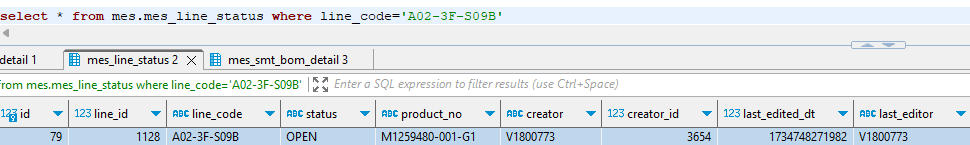 select * from mes.mes_line_status where line_code='A02-3F-S09B'
detail 1 mes_line_status 2 mes_smt_bom_detail 3
from mes.mes_line_status where line_code='A02-3F-S09B' Enter a SQL expression to filter results (use Ctrl+Space)
123 id 123 line_id ABC line_code ABC status ABC product_no ABC creator 123 creator_id 123 last_edited_dt ABC last_editor
79 1128 A02-3F-S09B OPEN M1259480-001-G1 V1800773 3654 1734748271982 V1800773